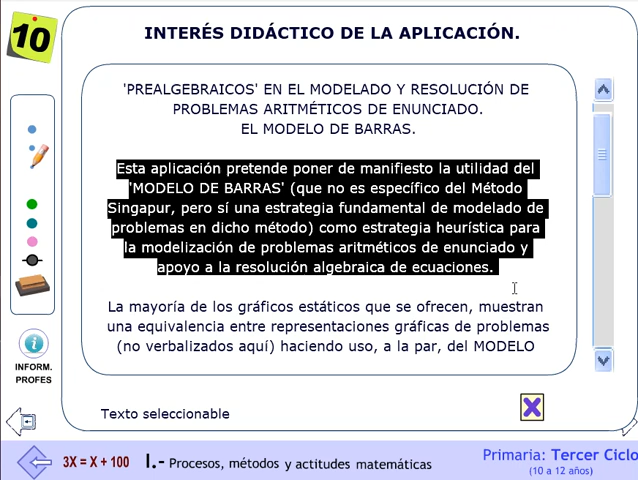 10
INTERÉS DIDÁCTICO DE LA APLICACIÓN.
'PREALGEBRAICOS' EN EL MODELADO Y RESOLUCIÓN DE
PROBLEMAS ARITMÉTICOS DE ENUNCIADO.
EL MODELO DE BARRAS.
Esta aplicación pretende poner de manifiesto la utilidad del
'MODELO DE BARRAS' (que no es específico del Método
Singapur, pero sí una estrategia fundamental de modelado de
problemas en dicho método) como estrategia heurística para
la modelización de problemas aritméticos de enunciado y
apoyo a la resolución algebraica de ecuaciones.
La mayoría de los gráficos estáticos que se ofrecen, muestran
una equivalencia entre representaciones gráficas de problemas
(no verbalizados aquí) haciendo uso, a la par, del MODELO
INFORM.
PROFES
Texto seleccionable
3X = X + 100
I.- Procesos, métodos y actitudes matemáticas
Primaria: Tercer Ciclo
(10 a 12 años)